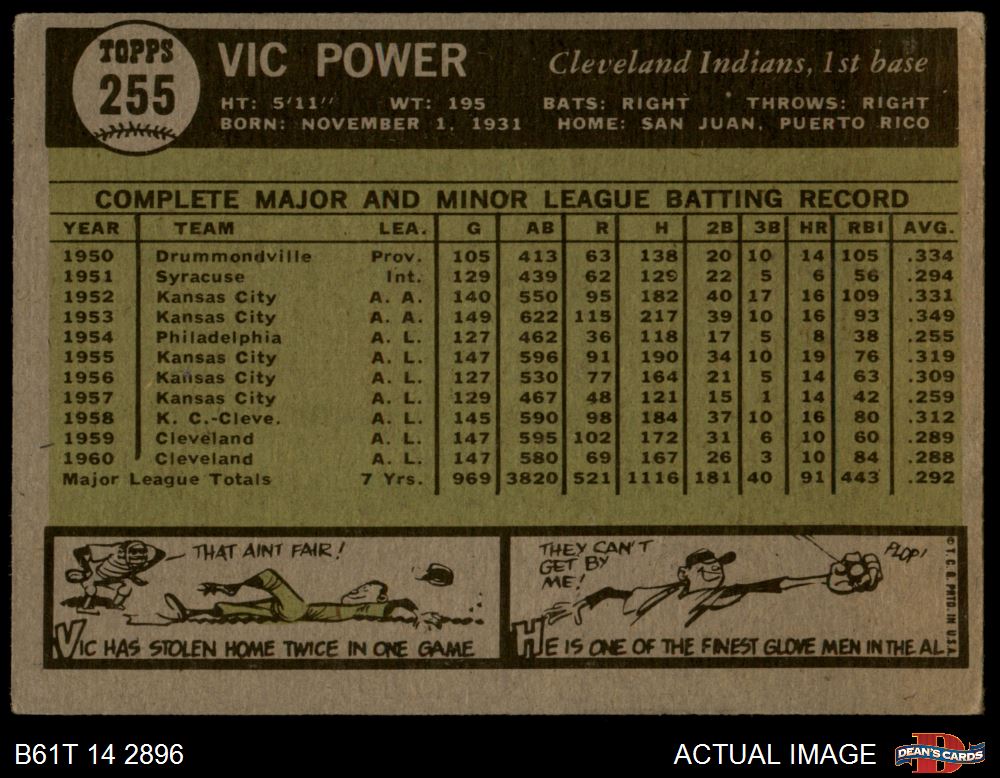 TOPPS
255
VIC POWER
Cleveland Indians, 1st base
HT: 5'11" WT: 195 BATS: RIGHT THROWS: RIGHT
BORN: NOVEMBER 1, 1931 HOME: SAN JUAN, PUERTO RICO
COMPLETE MAJOR AND MINOR LEAGUE BATTING RECORD
YEAR TEAM LEA. G AB R H 2B 3B HR RBI AVG.
1950 Drummondville Prov. 105 413 63 138 20 10 14 105 .334
1951 Syracuse Int. 129 439 62 129 22 5 6 56 .294
1952 Kansas City A. A. 140 550 95 182 40 17 16 109 .331
1953 Kansas City A. A. 149 622 115 217 39 10 16 93 .349
1954 Philadelphia A. L. 127 462 36 118 17 5 8 38 .255
1955 Kansas City A. L. 147 596 91 190 34 10 19 76 .319
1956 Kansas City A. L. 127 530 77 164 21 5 14 63 .309
1957 Kansas City A. L. 129 467 48 121 15 1 14 42 .259
1958 K. C.-Cleve. A. L. 145 590 98 184 37 10 16 80 .312
1959 Cleveland A. L. 147 595 102 172 31 6 10 60 .289
1960 Cleveland A. L. 147 580 69 167 26 3 10 84 .288
Major League Totals 7 Yrs. 969 3820 521 1116 181 40 91 443 .292
THAT AINT FAIR!
VIC HAS STOLEN HOME TWICE IN ONE GAME
THEY CAN'T
GET BY
ME!
PLOP!
HE IS ONE OF THE FINEST GLOVE MEN IN THE AL
© T. C. G. PRTD. IN U.S.A.
B61T 14 2896
ACTUAL IMAGE
DEAN'S CARDS